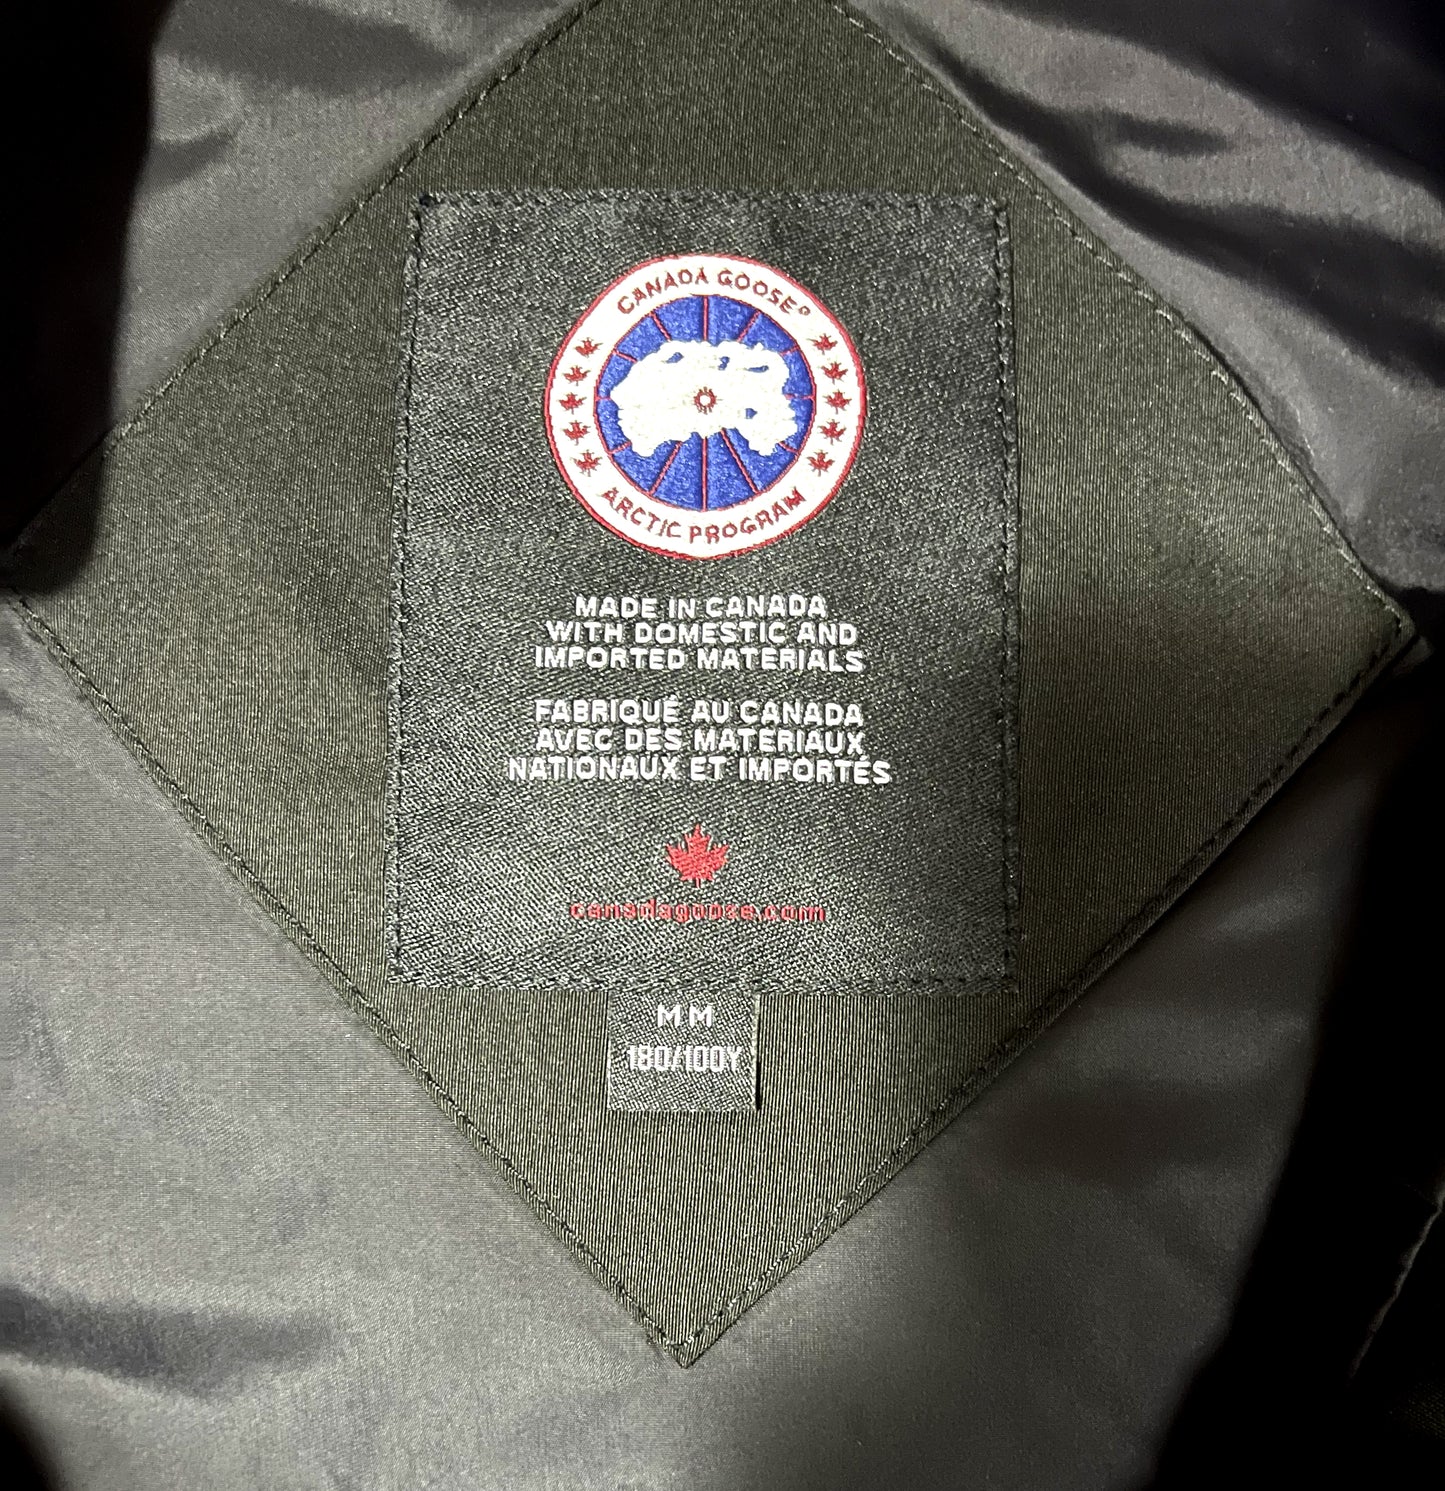 CANADA GOOSE®
ARCTIC PROGRAM
MADE IN CANADA
WITH DOMESTIC AND
IMPORTED MATERIALS
FABRIQUÉ AU CANADA
AVEC DES MATÉRIAUX
NATIONAUX ET IMPORTÉS
canadagoose.com
MM
180/100Y